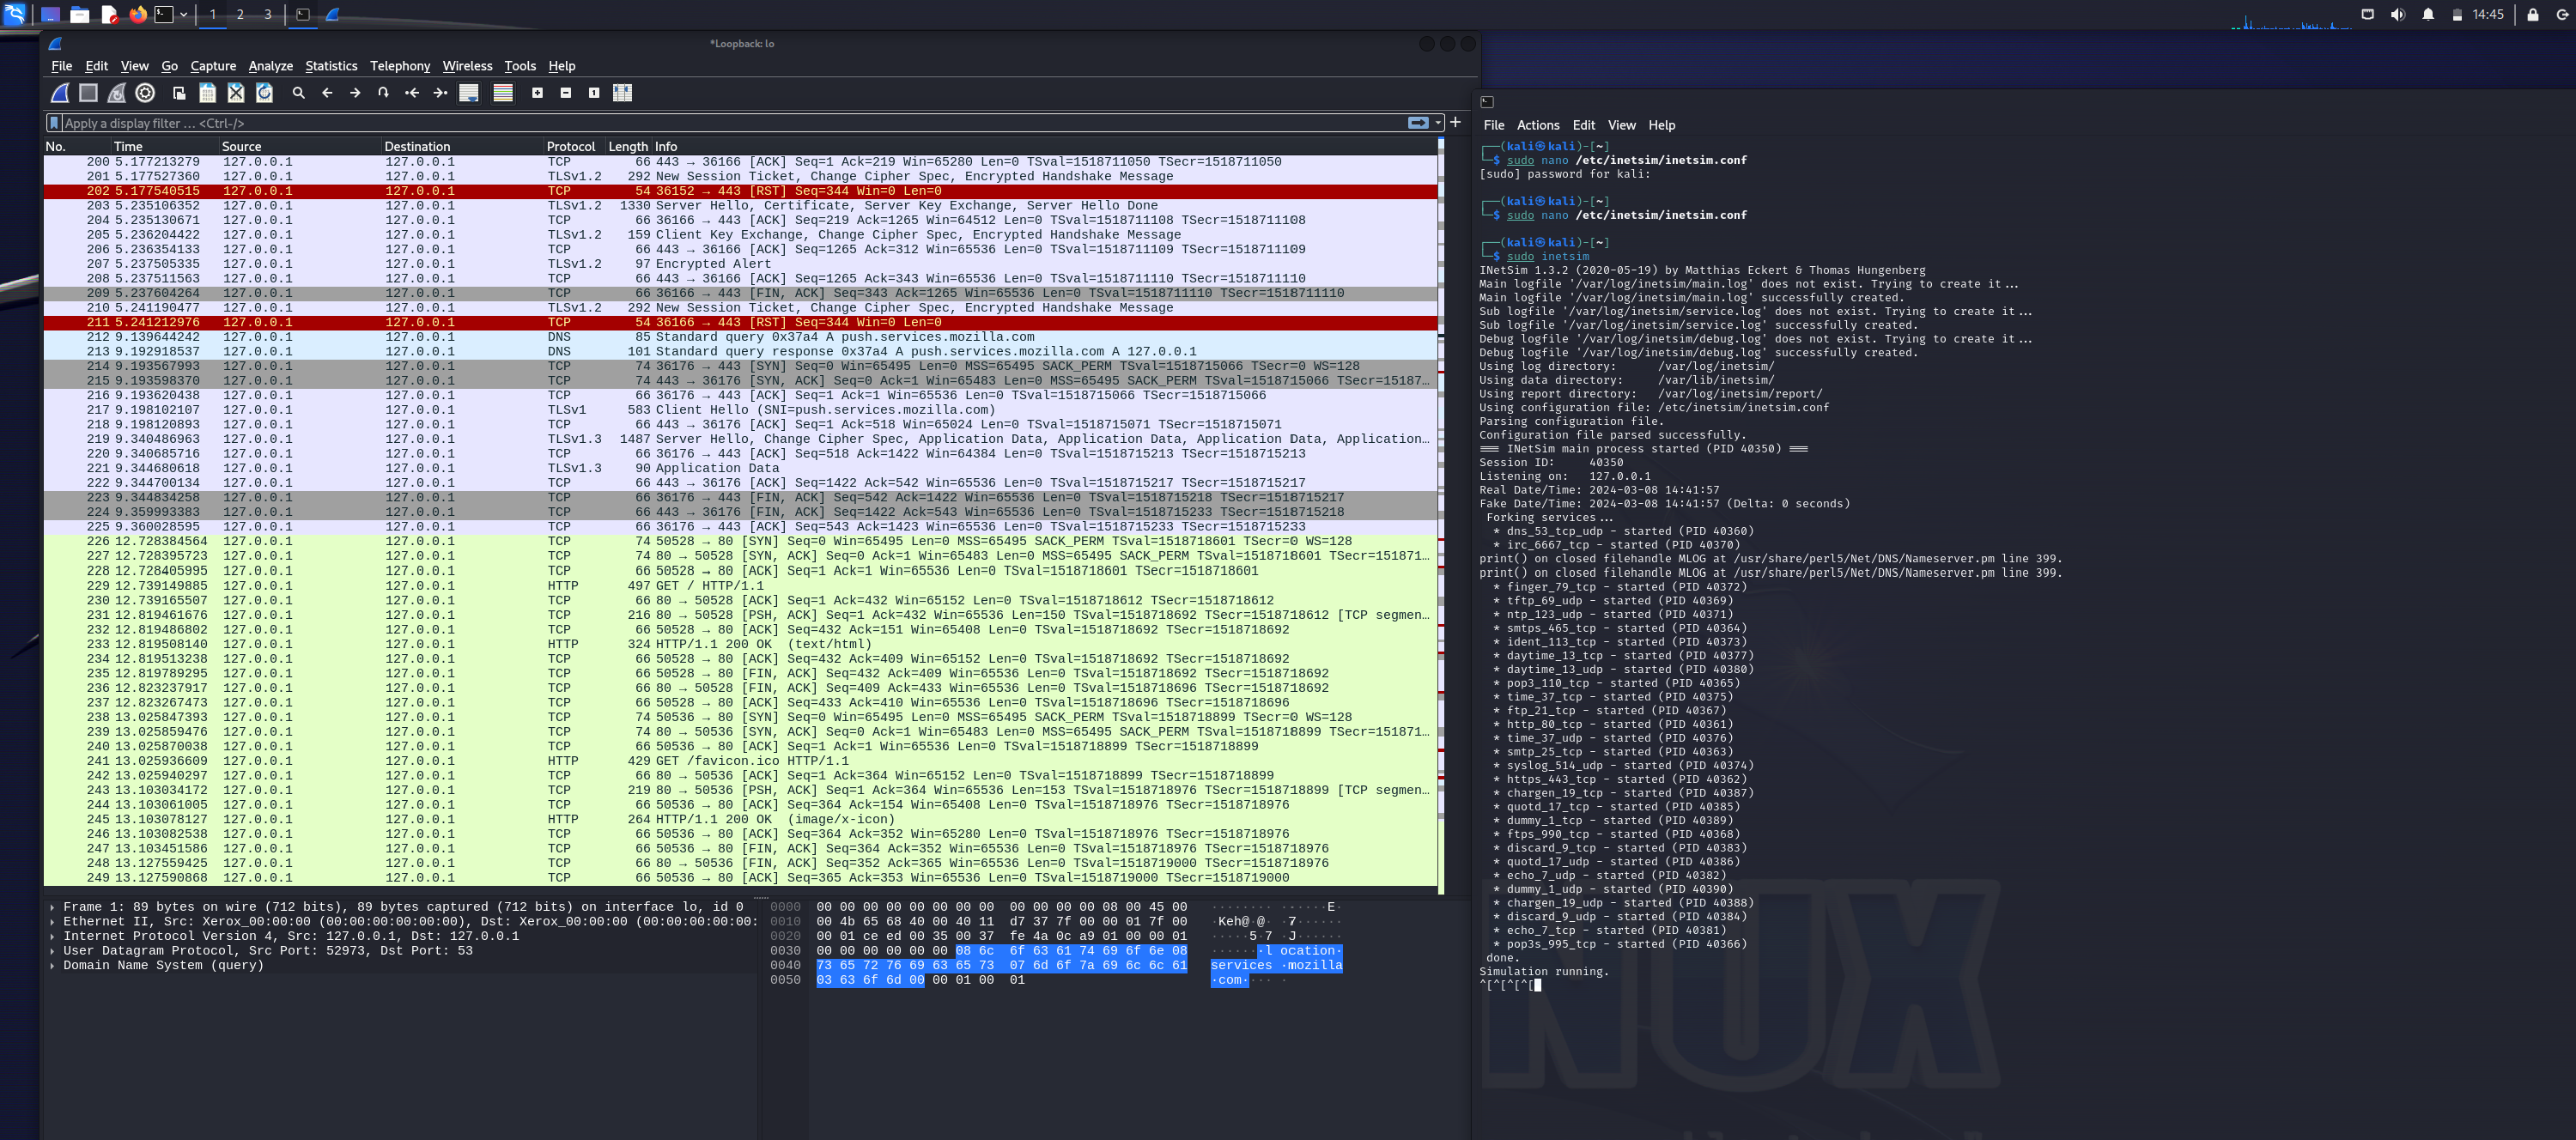 1 2 3
14:45
*Loopback: lo
File Edit View Go Capture Analyze Statistics Telephony Wireless Tools Help
Apply a display filter ... <Ctrl-/>
No. Time Source Destination Protocol Length Info
200 5.177213279 127.0.0.1 127.0.0.1 TCP 66 443 → 36166 [ACK] Seq=1 Ack=219 Win=65280 Len=0 TSval=1518711050 TSecr=1518711050
201 5.177527360 127.0.0.1 127.0.0.1 TLSv1.2 292 New Session Ticket, Change Cipher Spec, Encrypted Handshake Message
202 5.177540515 127.0.0.1 127.0.0.1 TCP 54 36152 → 443 [RST] Seq=344 Win=0 Len=0
203 5.235106352 127.0.0.1 127.0.0.1 TLSv1.2 1330 Server Hello, Certificate, Server Key Exchange, Server Hello Done
204 5.235130671 127.0.0.1 127.0.0.1 TCP 66 36166 → 443 [ACK] Seq=219 Ack=1265 Win=64512 Len=0 TSval=1518711108 TSecr=1518711108
205 5.236204422 127.0.0.1 127.0.0.1 TLSv1.2 159 Client Key Exchange, Change Cipher Spec, Encrypted Handshake Message
206 5.236354133 127.0.0.1 127.0.0.1 TCP 66 443 → 36166 [ACK] Seq=1265 Ack=312 Win=65536 Len=0 TSval=1518711109 TSecr=1518711109
207 5.237505335 127.0.0.1 127.0.0.1 TLSv1.2 97 Encrypted Alert
208 5.237511563 127.0.0.1 127.0.0.1 TCP 66 443 → 36166 [ACK] Seq=1265 Ack=343 Win=65536 Len=0 TSval=1518711110 TSecr=1518711110
209 5.237604264 127.0.0.1 127.0.0.1 TCP 66 36166 → 443 [FIN, ACK] Seq=343 Ack=1265 Win=65536 Len=0 TSval=1518711110 TSecr=1518711110
210 5.241190477 127.0.0.1 127.0.0.1 TLSv1.2 292 New Session Ticket, Change Cipher Spec, Encrypted Handshake Message
211 5.241212976 127.0.0.1 127.0.0.1 TCP 54 36166 → 443 [RST] Seq=344 Win=0 Len=0
212 9.139644242 127.0.0.1 127.0.0.1 DNS 85 Standard query 0x37a4 A push.services.mozilla.com
213 9.192918537 127.0.0.1 127.0.0.1 DNS 101 Standard query response 0x37a4 A push.services.mozilla.com A 127.0.0.1
214 9.193567993 127.0.0.1 127.0.0.1 TCP 74 36176 → 443 [SYN] Seq=0 Win=65495 Len=0 MSS=65495 SACK_PERM TSval=1518715066 TSecr=0 WS=128
215 9.193598370 127.0.0.1 127.0.0.1 TCP 74 443 → 36176 [SYN, ACK] Seq=0 Ack=1 Win=65483 Len=0 MSS=65495 SACK_PERM TSval=1518715066 TSecr=15187…
216 9.193620438 127.0.0.1 127.0.0.1 TCP 66 36176 → 443 [ACK] Seq=1 Ack=1 Win=65536 Len=0 TSval=1518715066 TSecr=1518715066
217 9.198102107 127.0.0.1 127.0.0.1 TLSv1 583 Client Hello (SNI=push.services.mozilla.com)
218 9.198120893 127.0.0.1 127.0.0.1 TCP 66 443 → 36176 [ACK] Seq=1 Ack=518 Win=65024 Len=0 TSval=1518715071 TSecr=1518715071
219 9.340486963 127.0.0.1 127.0.0.1 TLSv1.3 1487 Server Hello, Change Cipher Spec, Application Data, Application Data, Application Data, Application…
220 9.340685716 127.0.0.1 127.0.0.1 TCP 66 36176 → 443 [ACK] Seq=518 Ack=1422 Win=64384 Len=0 TSval=1518715213 TSecr=1518715213
221 9.344680618 127.0.0.1 127.0.0.1 TLSv1.3 90 Application Data
222 9.344700134 127.0.0.1 127.0.0.1 TCP 66 443 → 36176 [ACK] Seq=1422 Ack=542 Win=65536 Len=0 TSval=1518715217 TSecr=1518715217
223 9.344834258 127.0.0.1 127.0.0.1 TCP 66 36176 → 443 [FIN, ACK] Seq=542 Ack=1422 Win=65536 Len=0 TSval=1518715218 TSecr=1518715217
224 9.359993383 127.0.0.1 127.0.0.1 TCP 66 443 → 36176 [FIN, ACK] Seq=1422 Ack=543 Win=65536 Len=0 TSval=1518715233 TSecr=1518715218
225 9.360028595 127.0.0.1 127.0.0.1 TCP 66 36176 → 443 [ACK] Seq=543 Ack=1423 Win=65536 Len=0 TSval=1518715233 TSecr=1518715233
226 12.728384564 127.0.0.1 127.0.0.1 TCP 74 50528 → 80 [SYN] Seq=0 Win=65495 Len=0 MSS=65495 SACK_PERM TSval=1518718601 TSecr=0 WS=128
227 12.728395723 127.0.0.1 127.0.0.1 TCP 74 80 → 50528 [SYN, ACK] Seq=0 Ack=1 Win=65483 Len=0 MSS=65495 SACK_PERM TSval=1518718601 TSecr=151871…
228 12.728405995 127.0.0.1 127.0.0.1 TCP 66 50528 → 80 [ACK] Seq=1 Ack=1 Win=65536 Len=0 TSval=1518718601 TSecr=1518718601
229 12.739149885 127.0.0.1 127.0.0.1 HTTP 497 GET / HTTP/1.1
230 12.739165507 127.0.0.1 127.0.0.1 TCP 66 80 → 50528 [ACK] Seq=1 Ack=432 Win=65152 Len=0 TSval=1518718612 TSecr=1518718612
231 12.819461676 127.0.0.1 127.0.0.1 TCP 216 80 → 50528 [PSH, ACK] Seq=1 Ack=432 Win=65536 Len=150 TSval=1518718692 TSecr=1518718612 [TCP segmen…
232 12.819486802 127.0.0.1 127.0.0.1 TCP 66 50528 → 80 [ACK] Seq=432 Ack=151 Win=65408 Len=0 TSval=1518718692 TSecr=1518718692
233 12.819508140 127.0.0.1 127.0.0.1 HTTP 324 HTTP/1.1 200 OK (text/html)
234 12.819513238 127.0.0.1 127.0.0.1 TCP 66 50528 → 80 [ACK] Seq=432 Ack=409 Win=65152 Len=0 TSval=1518718692 TSecr=1518718692
235 12.819789295 127.0.0.1 127.0.0.1 TCP 66 50528 → 80 [FIN, ACK] Seq=432 Ack=409 Win=65536 Len=0 TSval=1518718692 TSecr=1518718692
236 12.823237917 127.0.0.1 127.0.0.1 TCP 66 80 → 50528 [FIN, ACK] Seq=409 Ack=433 Win=65536 Len=0 TSval=1518718696 TSecr=1518718692
237 12.823267473 127.0.0.1 127.0.0.1 TCP 66 50528 → 80 [ACK] Seq=433 Ack=410 Win=65536 Len=0 TSval=1518718696 TSecr=1518718696
238 13.025847393 127.0.0.1 127.0.0.1 TCP 74 50536 → 80 [SYN] Seq=0 Win=65495 Len=0 MSS=65495 SACK_PERM TSval=1518718899 TSecr=0 WS=128
239 13.025859476 127.0.0.1 127.0.0.1 TCP 74 80 → 50536 [SYN, ACK] Seq=0 Ack=1 Win=65483 Len=0 MSS=65495 SACK_PERM TSval=1518718899 TSecr=151871…
240 13.025870038 127.0.0.1 127.0.0.1 TCP 66 50536 → 80 [ACK] Seq=1 Ack=1 Win=65536 Len=0 TSval=1518718899 TSecr=1518718899
241 13.025936609 127.0.0.1 127.0.0.1 HTTP 429 GET /favicon.ico HTTP/1.1
242 13.025940297 127.0.0.1 127.0.0.1 TCP 66 80 → 50536 [ACK] Seq=1 Ack=364 Win=65152 Len=0 TSval=1518718899 TSecr=1518718899
243 13.103034172 127.0.0.1 127.0.0.1 TCP 219 80 → 50536 [PSH, ACK] Seq=1 Ack=364 Win=65536 Len=153 TSval=1518718976 TSecr=1518718899 [TCP segmen…
244 13.103061005 127.0.0.1 127.0.0.1 TCP 66 50536 → 80 [ACK] Seq=364 Ack=154 Win=65408 Len=0 TSval=1518718976 TSecr=1518718976
245 13.103078127 127.0.0.1 127.0.0.1 HTTP 264 HTTP/1.1 200 OK (image/x-icon)
246 13.103082538 127.0.0.1 127.0.0.1 TCP 66 50536 → 80 [ACK] Seq=364 Ack=352 Win=65280 Len=0 TSval=1518718976 TSecr=1518718976
247 13.103451586 127.0.0.1 127.0.0.1 TCP 66 50536 → 80 [FIN, ACK] Seq=364 Ack=352 Win=65536 Len=0 TSval=1518718976 TSecr=1518718976
248 13.127559425 127.0.0.1 127.0.0.1 TCP 66 80 → 50536 [FIN, ACK] Seq=352 Ack=365 Win=65536 Len=0 TSval=1518719000 TSecr=1518718976
249 13.127590868 127.0.0.1 127.0.0.1 TCP 66 50536 → 80 [ACK] Seq=365 Ack=353 Win=65536 Len=0 TSval=1518719000 TSecr=1518719000
Frame 1: 89 bytes on wire (712 bits), 89 bytes captured (712 bits) on interface lo, id 0
Ethernet II, Src: Xerox_00:00:00 (00:00:00:00:00:00), Dst: Xerox_00:00:00 (00:00:00:00:00:
Internet Protocol Version 4, Src: 127.0.0.1, Dst: 127.0.0.1
User Datagram Protocol, Src Port: 52973, Dst Port: 53
Domain Name System (query)
0000 00 00 00 00 00 00 00 00 00 00 00 00 08 00 45 00 ··············E·
0010 00 4b 65 68 40 00 40 11 d7 37 7f 00 00 01 7f 00 ·Keh@·@··7······
0020 00 01 ce ed 00 35 00 37 fe 4a 0c a9 01 00 00 01 ·····5·7·J······
0030 00 00 00 00 00 00 08 6c 6f 63 61 74 69 6f 6e 08 ·······location·
0040 73 65 72 76 69 63 65 73 07 6d 6f 7a 69 6c 6c 61 services·mozilla
0050 03 63 6f 6d 00 00 01 00 01 ·com·····
File Actions Edit View Help
┌──(kali㉿kali)-[~]
└─$ sudo nano /etc/inetsim/inetsim.conf
[sudo] password for kali:
┌──(kali㉿kali)-[~]
└─$ sudo nano /etc/inetsim/inetsim.conf
┌──(kali㉿kali)-[~]
└─$ sudo inetsim
INetSim 1.3.2 (2020-05-19) by Matthias Eckert & Thomas Hungenberg
Main logfile '/var/log/inetsim/main.log' does not exist. Trying to create it...
Main logfile '/var/log/inetsim/main.log' successfully created.
Sub logfile '/var/log/inetsim/service.log' does not exist. Trying to create it...
Sub logfile '/var/log/inetsim/service.log' successfully created.
Debug logfile '/var/log/inetsim/debug.log' does not exist. Trying to create it...
Debug logfile '/var/log/inetsim/debug.log' successfully created.
Using log directory: /var/log/inetsim/
Using data directory: /var/lib/inetsim/
Using report directory: /var/log/inetsim/report/
Using configuration file: /etc/inetsim/inetsim.conf
Parsing configuration file.
Configuration file parsed successfully.
=== INetSim main process started (PID 40350) ===
Session ID: 40350
Listening on: 127.0.0.1
Real Date/Time: 2024-03-08 14:41:57
Fake Date/Time: 2024-03-08 14:41:57 (Delta: 0 seconds)
Forking services...
* dns_53_tcp_udp - started (PID 40360)
* irc_6667_tcp - started (PID 40370)
print() on closed filehandle MLOG at /usr/share/perl5/Net/DNS/Nameserver.pm line 399.
print() on closed filehandle MLOG at /usr/share/perl5/Net/DNS/Nameserver.pm line 399.
* finger_79_tcp - started (PID 40372)
* tftp_69_udp - started (PID 40369)
* ntp_123_udp - started (PID 40371)
* smtps_465_tcp - started (PID 40364)
* ident_113_tcp - started (PID 40373)
* daytime_13_tcp - started (PID 40377)
* daytime_13_udp - started (PID 40380)
* pop3_110_tcp - started (PID 40365)
* time_37_tcp - started (PID 40375)
* ftp_21_tcp - started (PID 40367)
* http_80_tcp - started (PID 40361)
* time_37_udp - started (PID 40376)
* smtp_25_tcp - started (PID 40363)
* syslog_514_udp - started (PID 40374)
* https_443_tcp - started (PID 40362)
* chargen_19_tcp - started (PID 40387)
* quotd_17_tcp - started (PID 40385)
* dummy_1_tcp - started (PID 40389)
* ftps_990_tcp - started (PID 40368)
* discard_9_tcp - started (PID 40383)
* quotd_17_udp - started (PID 40386)
* echo_7_udp - started (PID 40382)
* dummy_1_udp - started (PID 40390)
* chargen_19_udp - started (PID 40388)
* discard_9_udp - started (PID 40384)
* echo_7_tcp - started (PID 40381)
* pop3s_995_tcp - started (PID 40366)
done.
Simulation running.
^[^[^[^[
NUX